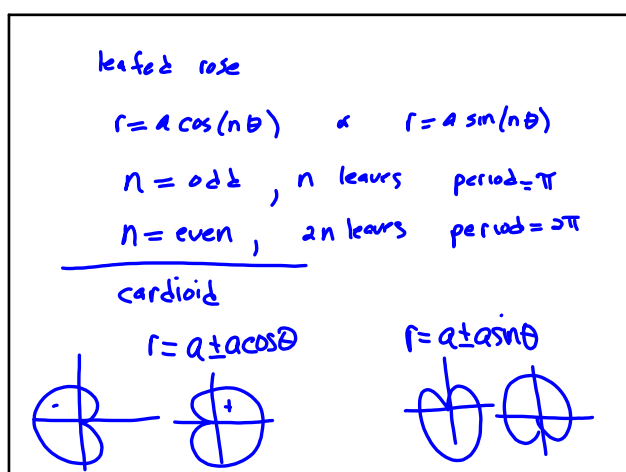 leafed rose
r = a cos(nθ) or r = a sin(nθ)
n = odd, n leaves period = π
n = even, 2n leaves period = 2π
cardioid
r = a ± a cosθ r = a ± a sinθ
- +